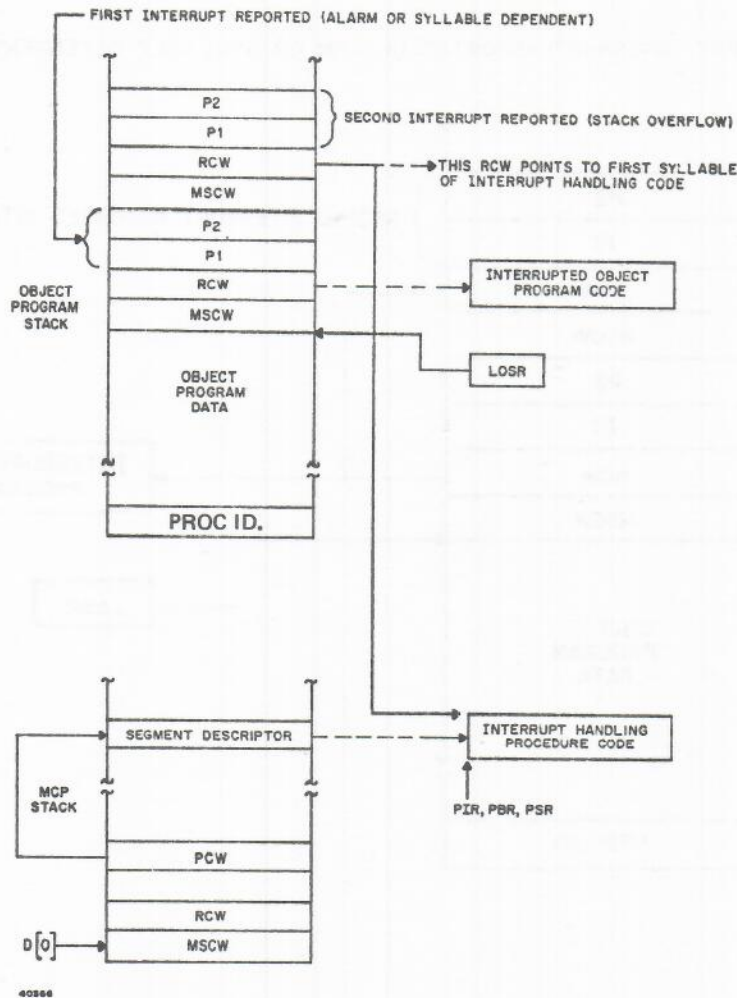 FIRST INTERRUPT REPORTED (ALARM OR SYLLABLE DEPENDENT)
P2
P1
SECOND INTERRUPT REPORTED (STACK OVERFLOW)
RCW
THIS RCW POINTS TO FIRST SYLLABLE
OF INTERRUPT HANDLING CODE
MSCW
P2
P1
OBJECT
PROGRAM
STACK
RCW
INTERRUPTED OBJECT
PROGRAM CODE
MSCW
LOSR
OBJECT
PROGRAM
DATA
PROC ID.
SEGMENT DESCRIPTOR
INTERRUPT HANDLING
PROCEDURE CODE
MCP
STACK
PIR, PBR, PSR
PCW
RCW
D[0]
MSCW
40566